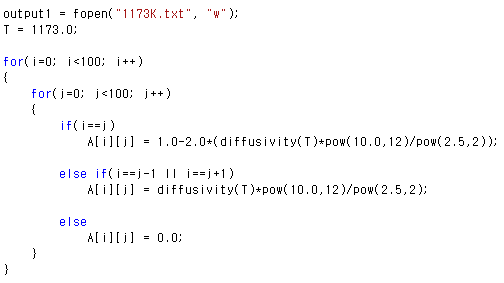 output1 = fopen("1173K.txt", "w");
T = 1173.0;

for(i=0; i<100; i++)
{
    for(j=0; j<100; j++)
    {
        if(i==j)
            A[i][j] = 1.0-2.0*(diffusivity(T)*pow(10.0,12)/pow(2.5,2));

        else if(i==j-1 || i==j+1)
            A[i][j] = diffusivity(T)*pow(10.0,12)/pow(2.5,2);

        else
            A[i][j] = 0.0;
    }
}